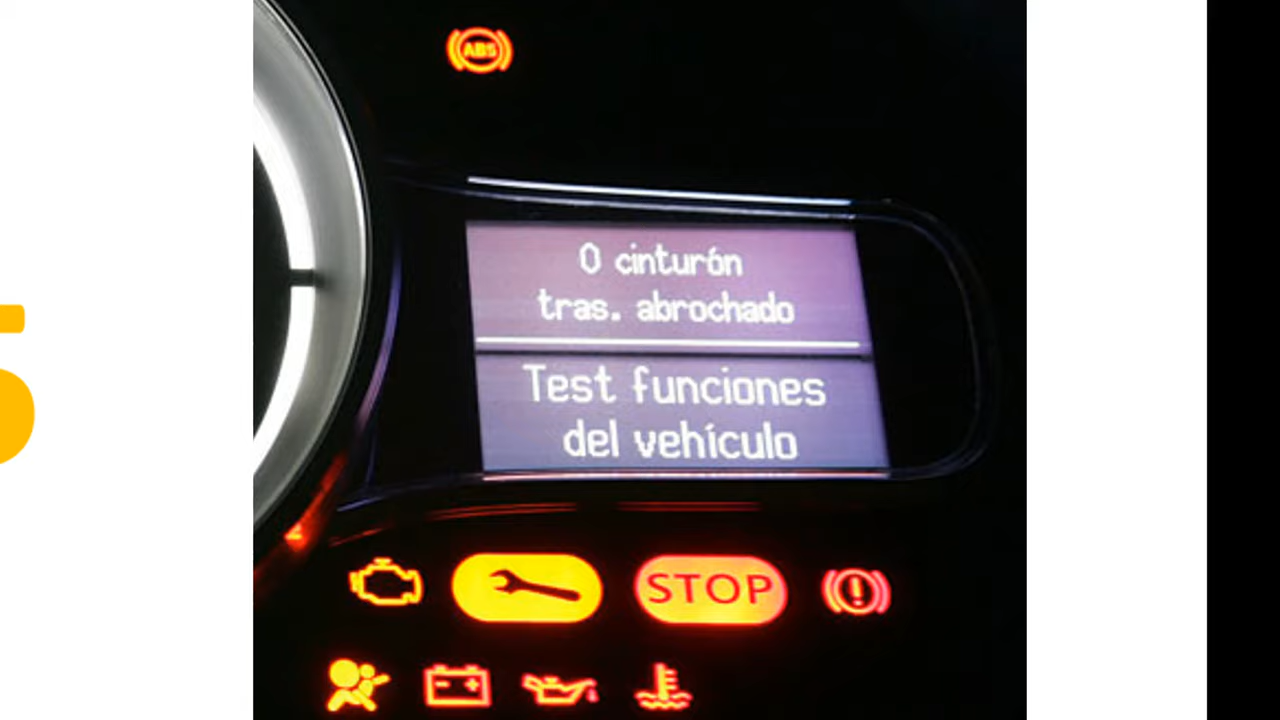 ABS
0 cinturón
tras. abrochado
Test funciones
del vehículo
STOP